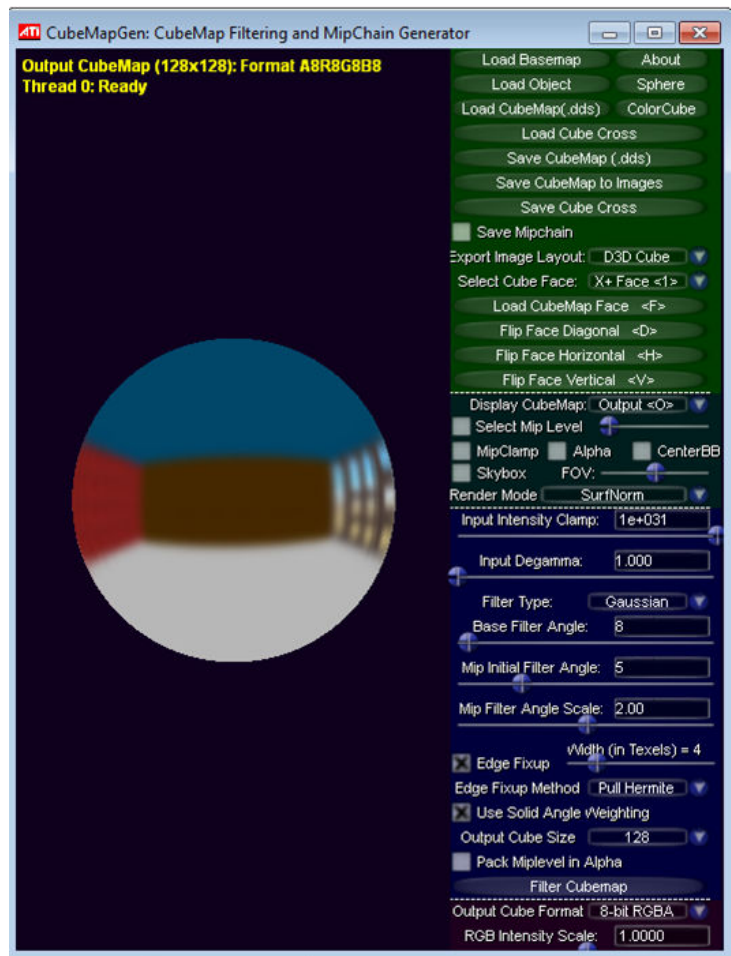 ATI CubeMapGen: CubeMap Filtering and MipChain Generator
Output CubeMap (128x128): Format A8R8G8B8
Thread 0: Ready
Load Basemap About
Load Object Sphere
Load CubeMap(.dds) ColorCube
Load Cube Cross
Save CubeMap (.dds)
Save CubeMap to Images
Save Cube Cross
Save Mipchain
Export Image Layout: D3D Cube
Select Cube Face: X+ Face <1>
Load CubeMap Face <F>
Flip Face Diagonal <D>
Flip Face Horizontal <H>
Flip Face Vertical <V>
Display CubeMap: Output <O>
Select Mip Level
MipClamp Alpha CenterBB
Skybox FOV:
Render Mode SurfNorm
Input Intensity Clamp: 1e+031
Input Degamma: 1.000
Filter Type: Gaussian
Base Filter Angle: 8
Mip Initial Filter Angle: 5
Mip Filter Angle Scale: 2.00
Width (in Texels) = 4
Edge Fixup
Edge Fixup Method Pull Hermite
Use Solid Angle Weighting
Output Cube Size 128
Pack Miplevel in Alpha
Filter Cubemap
Output Cube Format 8-bit RGBA
RGB Intensity Scale: 1.0000